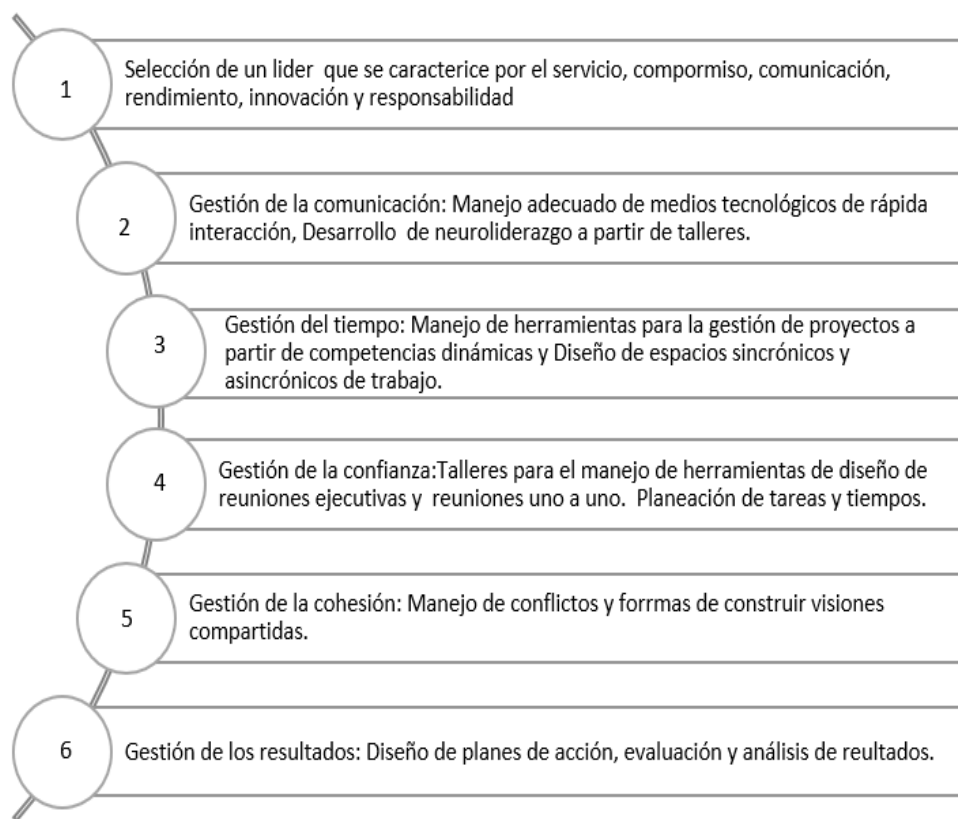 1
Selección de un lider que se caracterice por el servicio, compormiso, comunicación,
rendimiento, innovación y responsabilidad
2
Gestión de la comunicación: Manejo adecuado de medios tecnológicos de rápida
interacción, Desarrollo de neuroliderazgo a partir de talleres.
3
Gestión del tiempo: Manejo de herramientas para la gestión de proyectos a
partir de competencias dinámicas y Diseño de espacios sincrónicos y
asincrónicos de trabajo.
4
Gestión de la confianza:Talleres para el manejo de herramientas de diseño de
reuniones ejecutivas y reuniones uno a uno. Planeación de tareas y tiempos.
5
Gestión de la cohesión: Manejo de conflictos y forrmas de construir visiones
compartidas.
6
Gestión de los resultados: Diseño de planes de acción, evaluación y análisis de reultados.